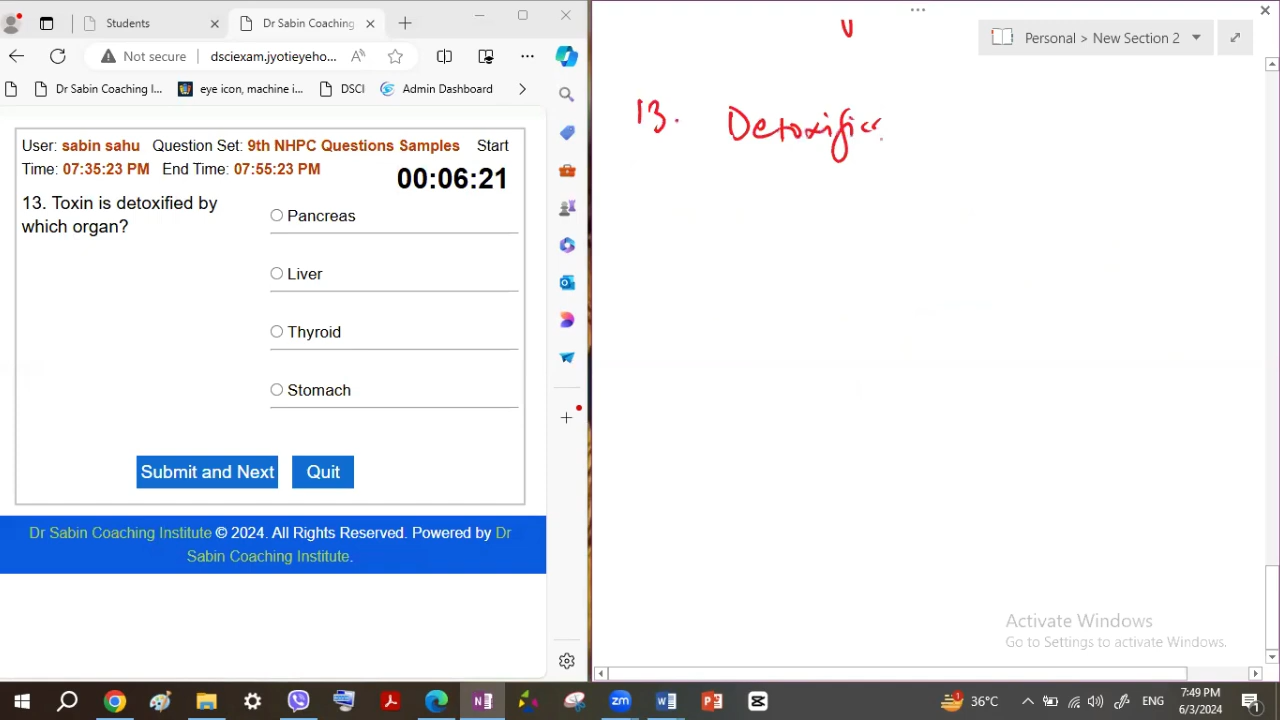 Students
Dr Sabin Coaching
Not secure
dsciexam.jyotieyeho...
Dr Sabin Coaching I...
eye icon, machine i...
DSCI
Admin Dashboard
Personal > New Section 2
User: sabin sahu Question Set: 9th NHPC Questions Samples Start
Time: 07:35:23 PM End Time: 07:55:23 PM
00:06:21
13. Toxin is detoxified by
which organ?
Pancreas
Liver
Thyroid
Stomach
Submit and Next
Quit
Dr Sabin Coaching Institute © 2024. All Rights Reserved. Powered by Dr
Sabin Coaching Institute.
13. Detoxific
Activate Windows
Go to Settings to activate Windows.
36°C
ENG
7:49 PM
6/3/2024